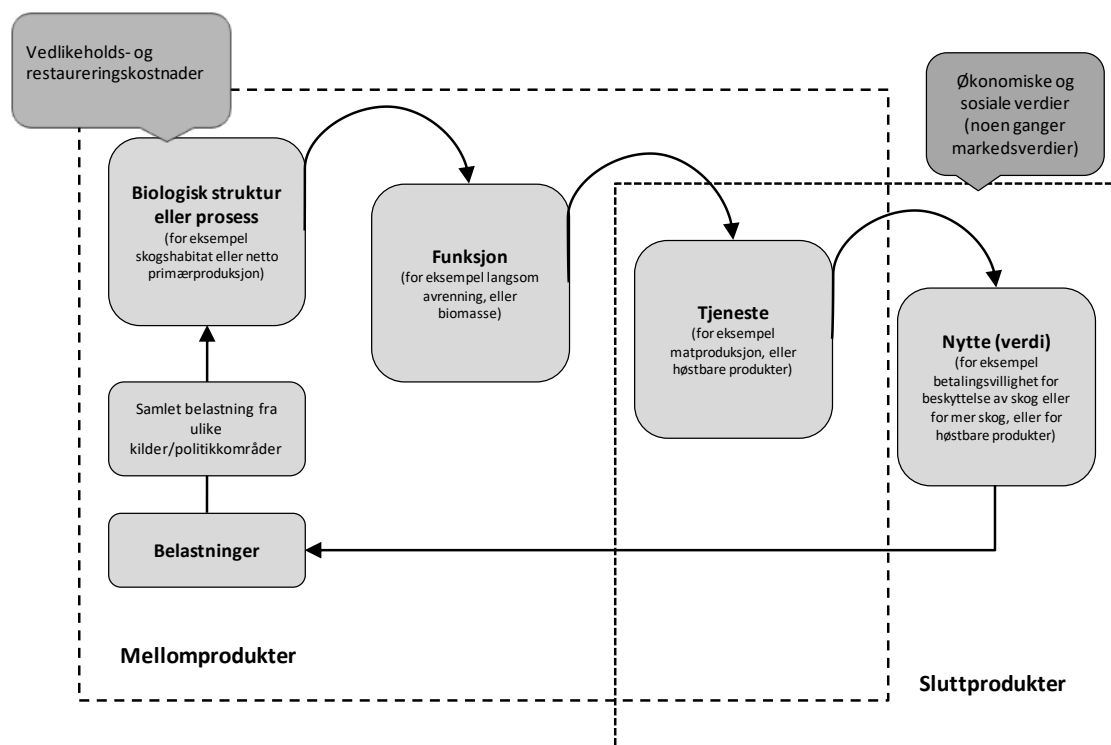 Vedlikeholds- og
restaureringskostnader
Økonomiske og
sosiale verdier
(noen ganger
markedsverdier)
Biologisk struktur
eller prosess
(for eksempel
skogshabitat eller netto
primærproduksjon)
Funksjon
(for eksempel langsom
avrenning, eller
biomasse)
Tjeneste
(for eksempel
matproduksjon, eller
høstbare produkter)
Nytte (verdi)
(for eksempel
betalingsvillighet for
beskyttelse av skog eller
for mer skog, eller for
høstbare produkter)
Samlet belastning fra
ulike
kilder/politikkområder
Belastninger
Mellomprodukter
Sluttprodukter